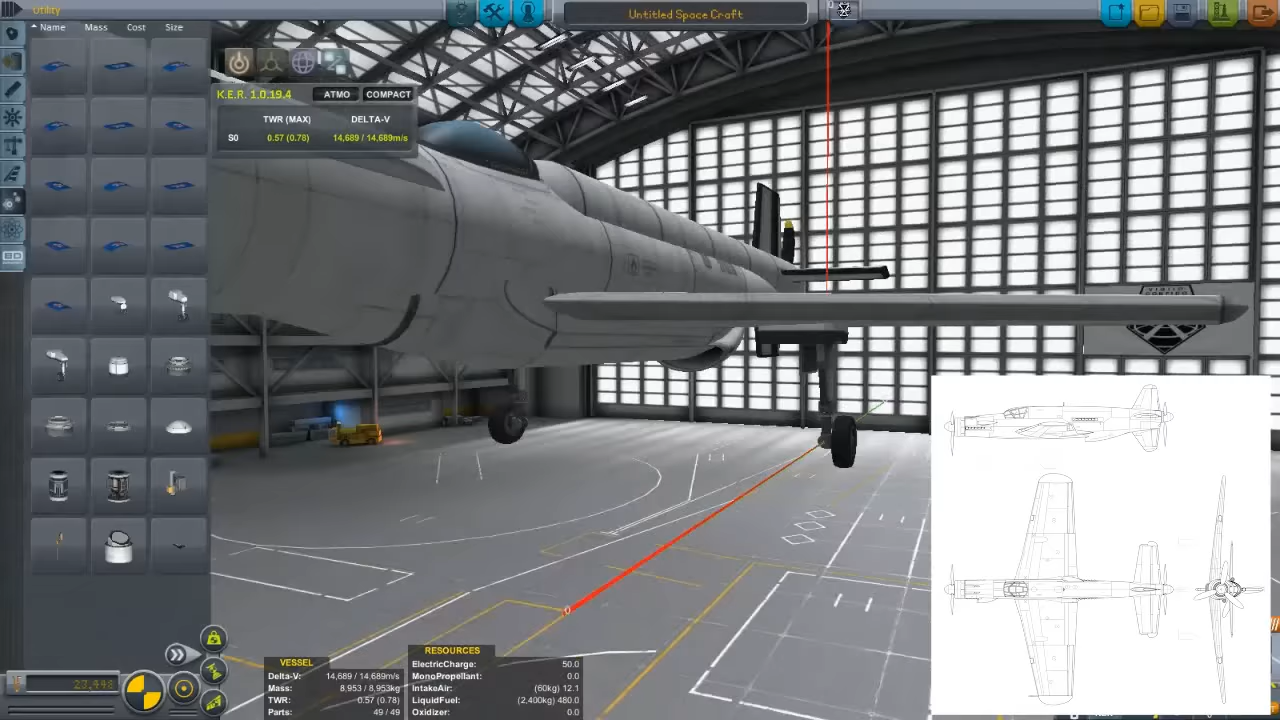 Utility
Untitled Space Craft
Name Mass Cost Size
K.E.R. 1.0.19.4 ATMO COMPACT
TWR (MAX) DELTA-V
S0 0.57 (0.78) 14,689 / 14,689m/s
23,448
VESSEL
Delta-V: 14,689 / 14,689m/s
Mass: 8,953 / 8,953kg
TWR: 0.57 (0.78)
Parts: 49 / 49
RESOURCES
ElectricCharge: 50.0
MonoPropellant: 0.0
IntakeAir: (60kg) 12.1
LiquidFuel: (2,400kg) 480.0
Oxidizer: 0.0